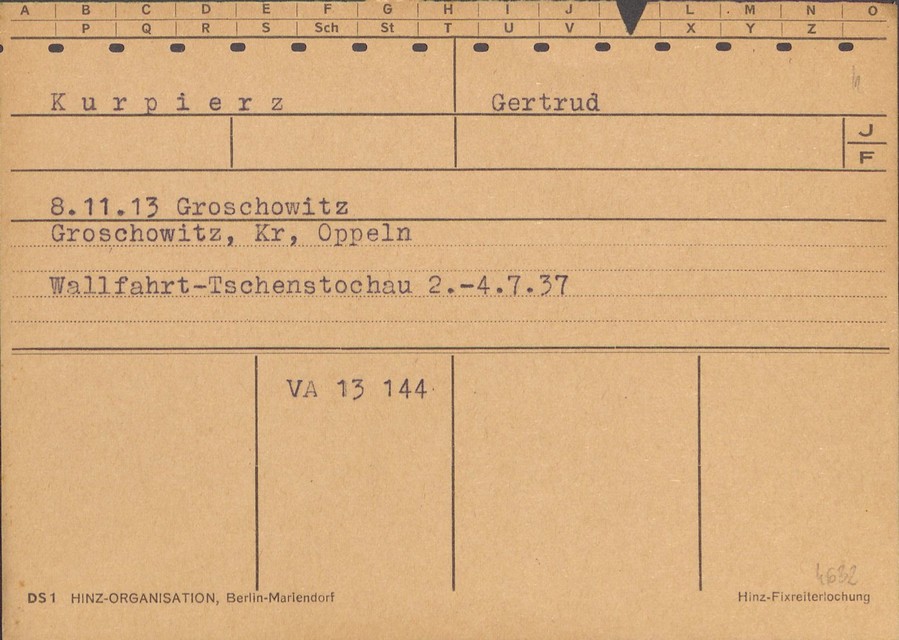 A B C D E F G H I J L M N O
P Q R S Sch St T U V X Y Z
Kurpierz Gertrud
J
F
8.11.13 Groschowitz
Groschowitz, Kr, Oppeln
Wallfahrt-Tschenstochau 2.-4.7.37
VA 13 144
4632
DS1 HINZ-ORGANISATION, Berlin-Mariendorf Hinz-Fixreiterlochung